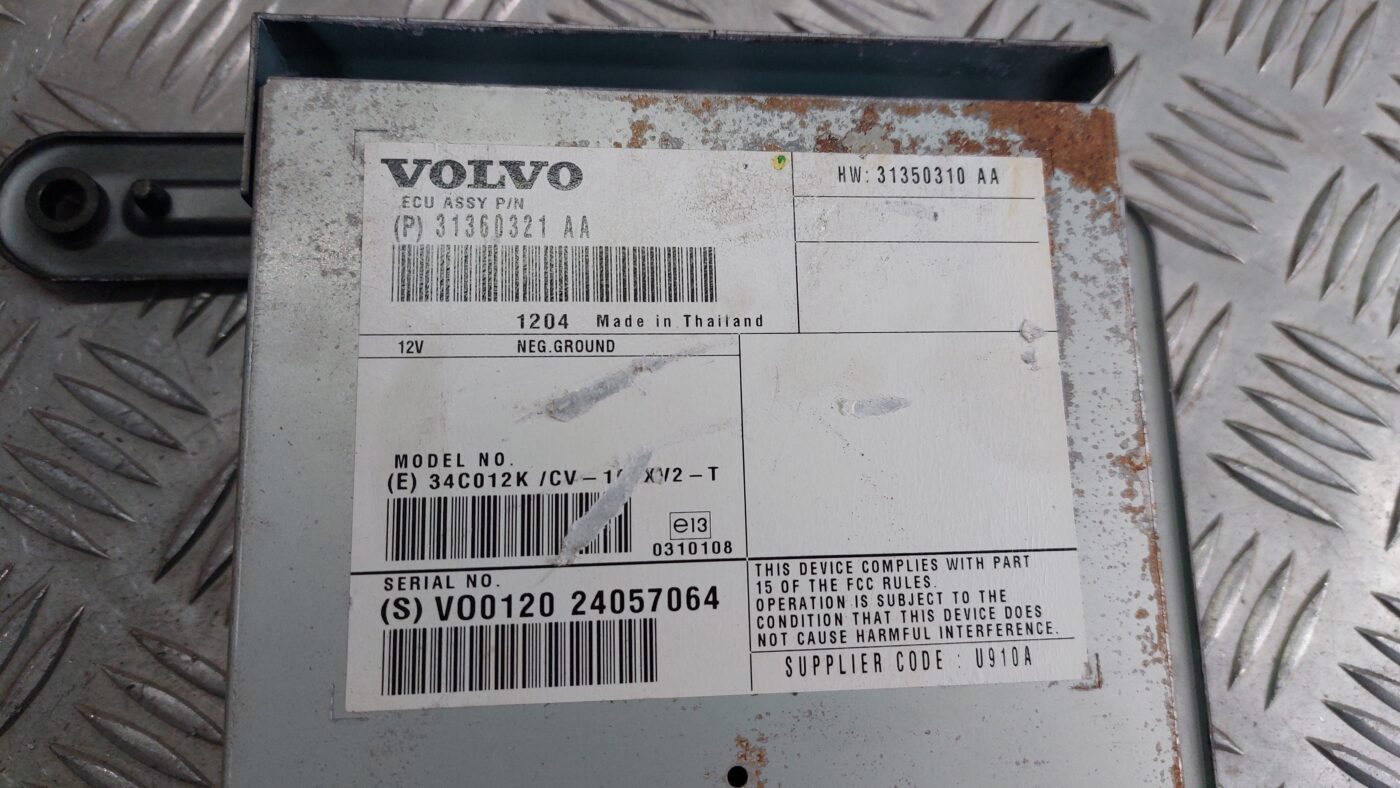 VOLVO
ECU ASSY P/N
(P) 31360321 AA
1204 Made in Thailand
HW: 31350310 AA
12V NEG.GROUND
MODEL NO.
(E) 34C012K
e13
0310108
SERIAL NO.
(S) VO0120 24057064
THIS DEVICE COMPLIES WITH PART
15 OF THE FCC RULES.
OPERATION IS SUBJECT TO THE
CONDITION THAT THIS DEVICE DOES
NOT CAUSE HARMFUL INTERFERENCE.
SUPPLIER CODE : U910A